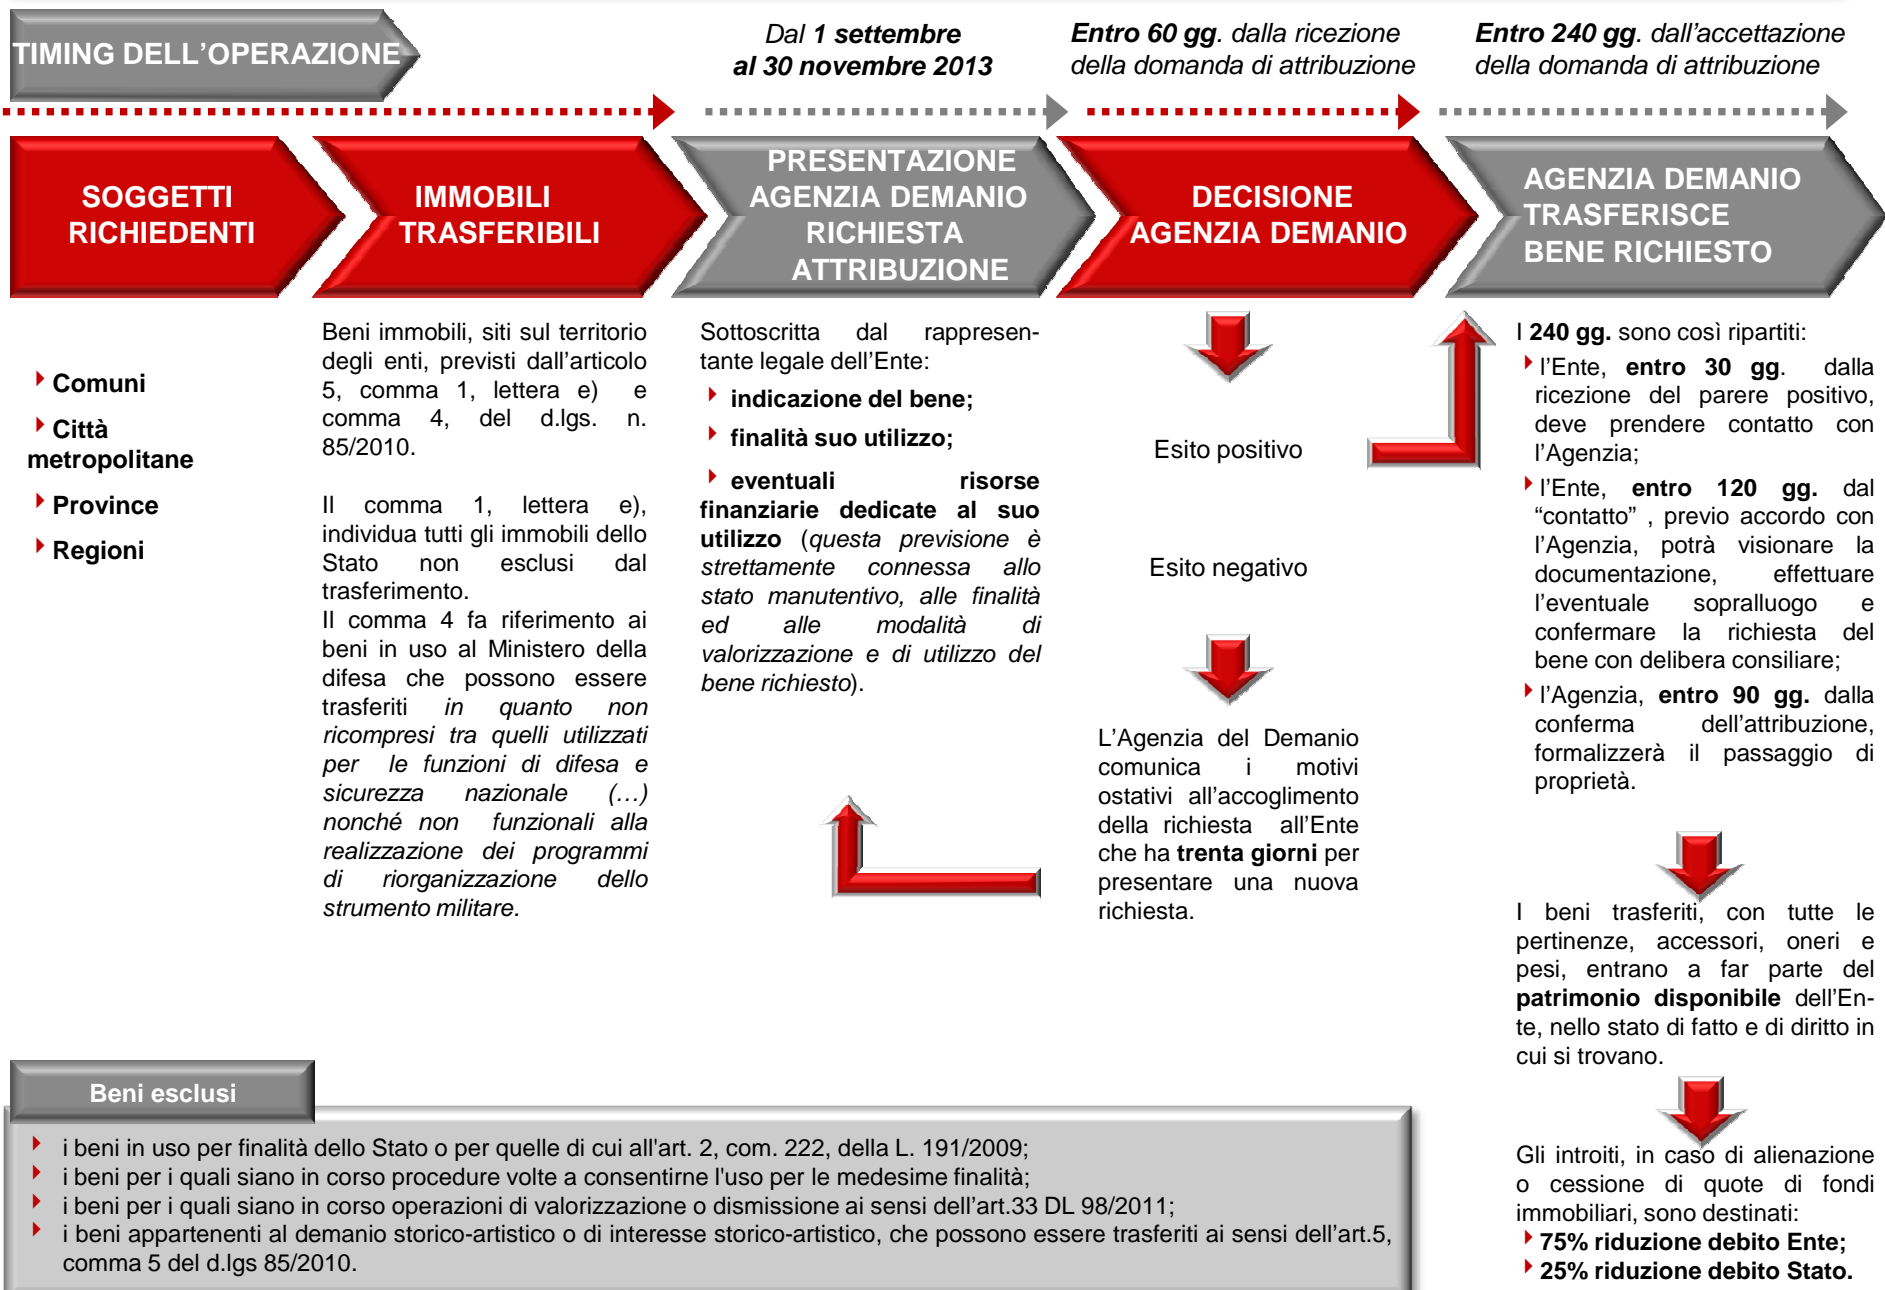 TIMING DELL’OPERAZIONE
Dal 1 settembre
al 30 novembre 2013
Entro 60 gg. dalla ricezione
della domanda di attribuzione
Entro 240 gg. dall’accettazione
della domanda di attribuzione
SOGGETTI
RICHIEDENTI
IMMOBILI
TRASFERIBILI
PRESENTAZIONE
AGENZIA DEMANIO
RICHIESTA
ATTRIBUZIONE
DECISIONE
AGENZIA DEMANIO
AGENZIA DEMANIO
TRASFERISCE
BENE RICHIESTO
Comuni
Città
metropolitane
Province
Regioni
Beni immobili, siti sul territorio
degli enti, previsti dall’articolo
5, comma 1, lettera e) e
comma 4, del d.lgs. n.
85/2010.
Il comma 1, lettera e),
individua tutti gli immobili dello
Stato non esclusi dal
trasferimento.
Il comma 4 fa riferimento ai
beni in uso al Ministero della
difesa che possono essere
trasferiti in quanto non
ricompresi tra quelli utilizzati
per le funzioni di difesa e
sicurezza nazionale (…)
nonché non funzionali alla
realizzazione dei programmi
di riorganizzazione dello
strumento militare.
Sottoscritta dal rappresen-
tante legale dell’Ente:
indicazione del bene;
finalità suo utilizzo;
eventuali risorse
finanziarie dedicate al suo
utilizzo (questa previsione è
strettamente connessa allo
stato manutentivo, alle finalità
ed alle modalità di
valorizzazione e di utilizzo del
bene richiesto).
Esito positivo
Esito negativo
L’Agenzia del Demanio
comunica i motivi
ostativi all’accoglimento
della richiesta all’Ente
che ha trenta giorni per
presentare una nuova
richiesta.
I 240 gg. sono così ripartiti:
l’Ente, entro 30 gg. dalla
ricezione del parere positivo,
deve prendere contatto con
l’Agenzia;
l’Ente, entro 120 gg. dal
“contatto” , previo accordo con
l’Agenzia, potrà visionare la
documentazione, effettuare
l’eventuale sopralluogo e
confermare la richiesta del
bene con delibera consiliare;
l’Agenzia, entro 90 gg. dalla
conferma dell’attribuzione,
formalizzerà il passaggio di
proprietà.
I beni trasferiti, con tutte le
pertinenze, accessori, oneri e
pesi, entrano a far parte del
patrimonio disponibile dell’En-
te, nello stato di fatto e di diritto in
cui si trovano.
Gli introiti, in caso di alienazione
o cessione di quote di fondi
immobiliari, sono destinati:
75% riduzione debito Ente;
25% riduzione debito Stato.
Beni esclusi
i beni in uso per finalità dello Stato o per quelle di cui all'art. 2, com. 222, della L. 191/2009;
i beni per i quali siano in corso procedure volte a consentirne l'uso per le medesime finalità;
i beni per i quali siano in corso operazioni di valorizzazione o dismissione ai sensi dell’art.33 DL 98/2011;
i beni appartenenti al demanio storico-artistico o di interesse storico-artistico, che possono essere trasferiti ai sensi dell’art.5,
comma 5 del d.lgs 85/2010.